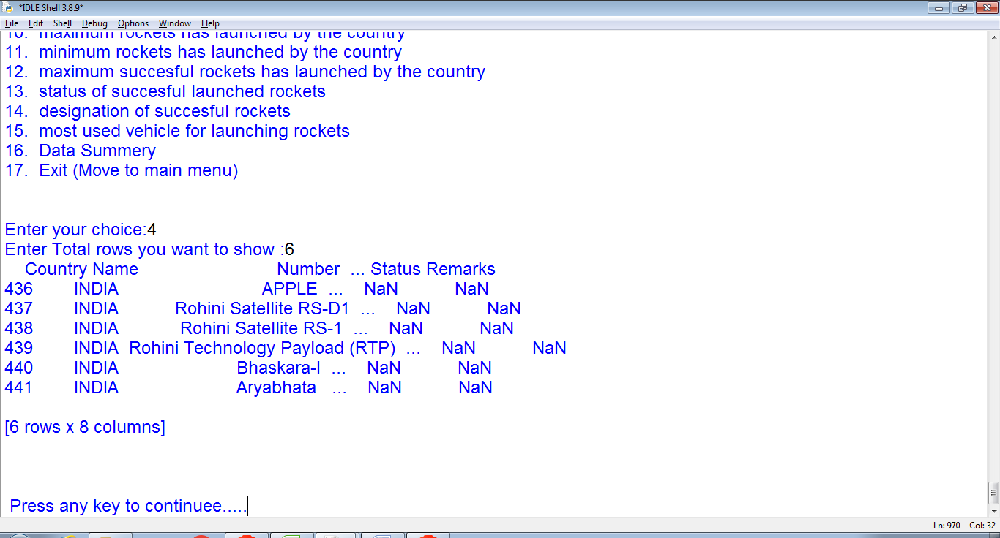 *IDLE Shell 3.8.9*
File Edit Shell Debug Options Window Help
10. maximum rockets has launched by the country
11. minimum rockets has launched by the country
12. maximum succesful rockets has launched by the country
13. status of succesful launched rockets
14. designation of succesful rockets
15. most used vehicle for launching rockets
16. Data Summery
17. Exit (Move to main menu)
Enter your choice:4
Enter Total rows you want to show :6
Country Name Number ... Status Remarks
436 INDIA APPLE ... NaN NaN
437 INDIA Rohini Satellite RS-D1 ... NaN NaN
438 INDIA Rohini Satellite RS-1 ... NaN NaN
439 INDIA Rohini Technology Payload (RTP) ... NaN NaN
440 INDIA Bhaskara-I ... NaN NaN
441 INDIA Aryabhata ... NaN NaN
[6 rows x 8 columns]
Press any key to continuee.....
Ln: 970 Col: 32